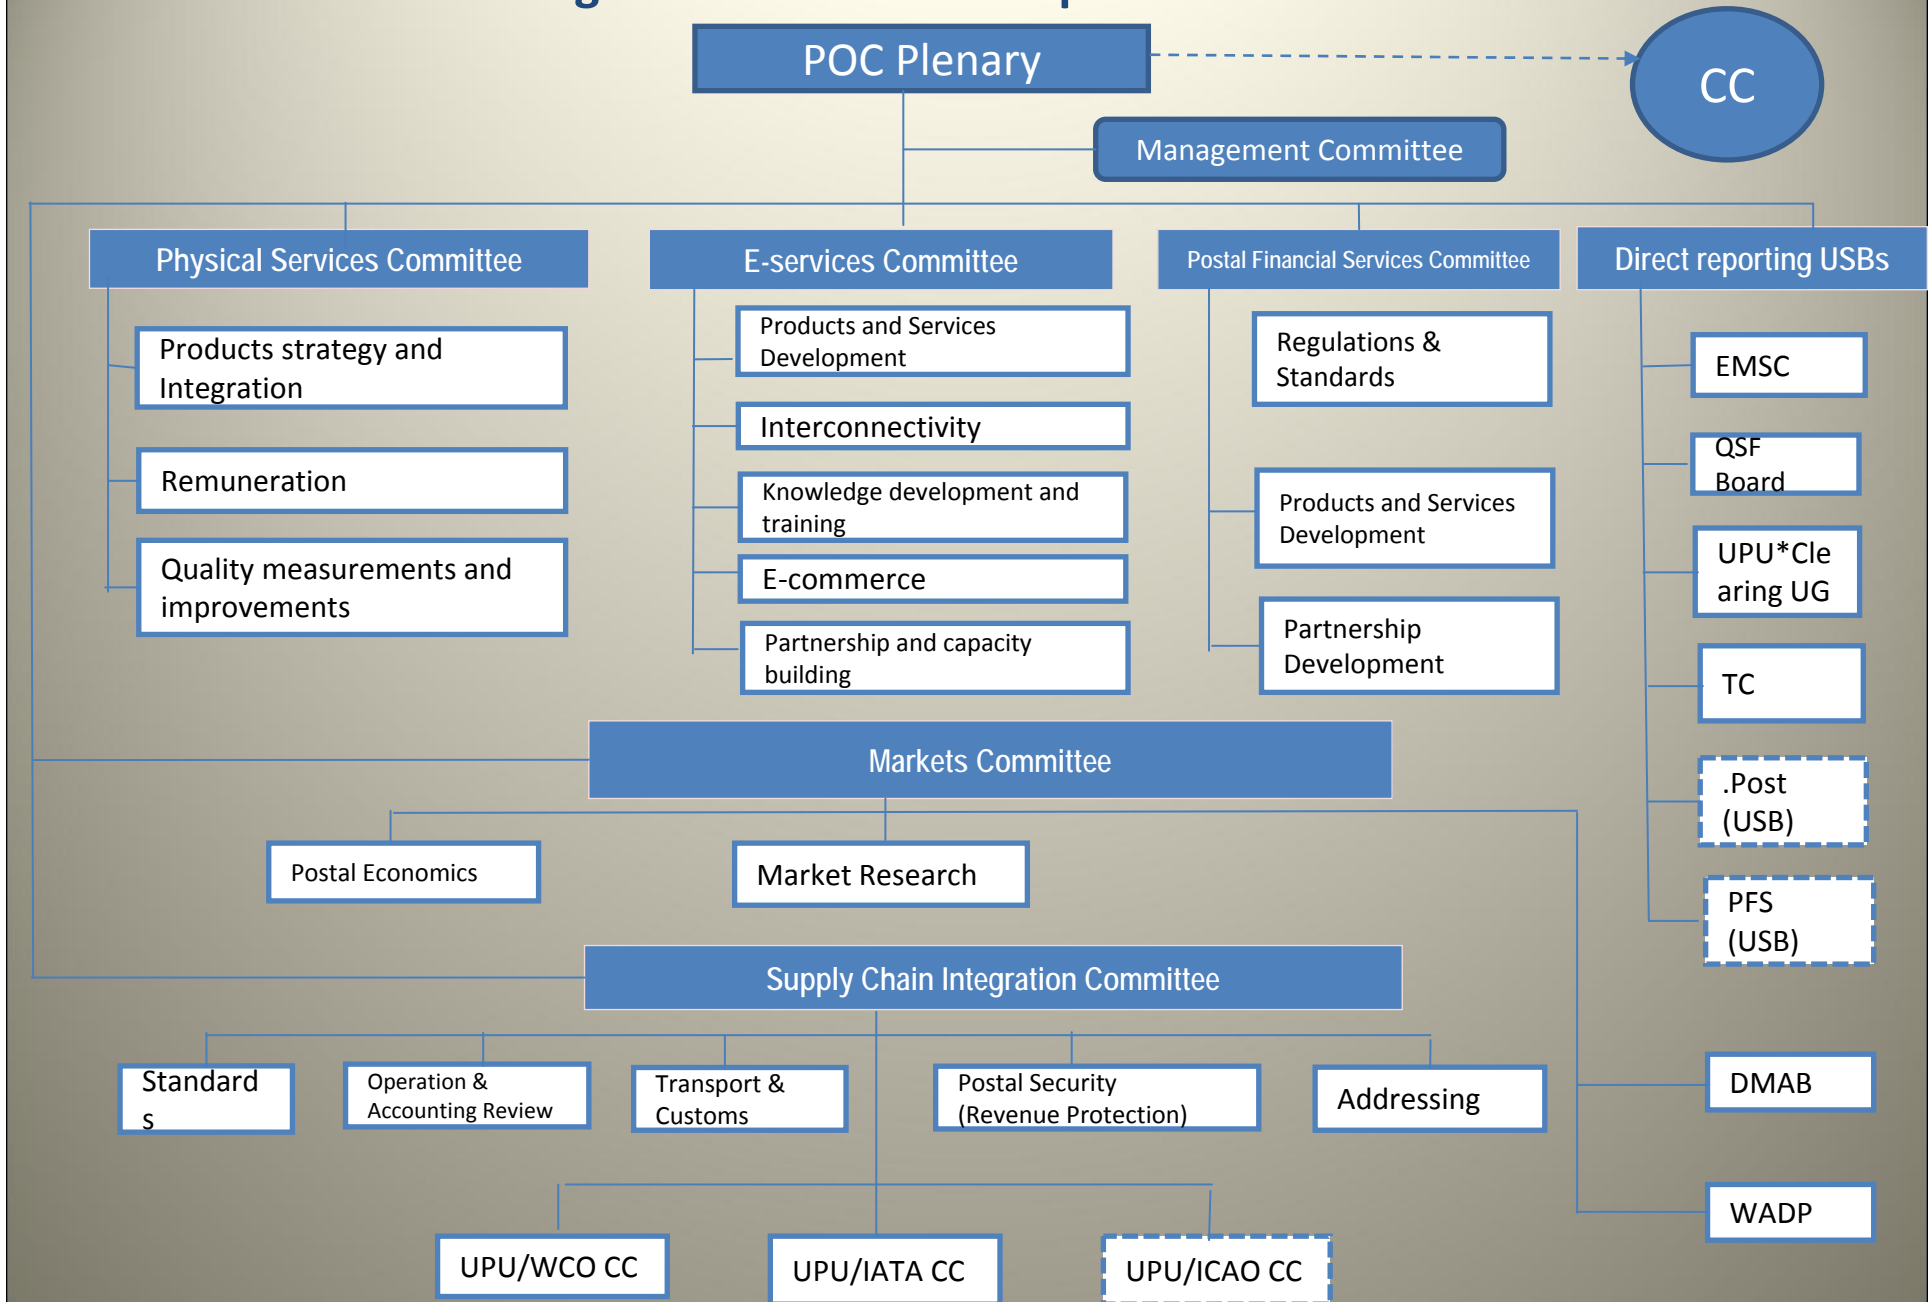 POC Plenary
CC
Management Committee
Physical Services Committee
E-services Committee
Postal Financial Services Committee
Direct reporting USBs
Products strategy and
Integration
Remuneration
Quality measurements and
improvements
Products and Services
Development
Interconnectivity
Knowledge development and
training
E-commerce
Partnership and capacity
building
Regulations &
Standards
Products and Services
Development
Partnership
Development
EMSC
QSF
Board
UPU*Cle
aring UG
TC
.Post
(USB)
PFS
(USB)
Markets Committee
Postal Economics
Market Research
Supply Chain Integration Committee
Standard
s
Operation &
Accounting Review
Transport &
Customs
Postal Security
(Revenue Protection)
Addressing
DMAB
WADP
UPU/WCO CC
UPU/IATA CC
UPU/ICAO CC